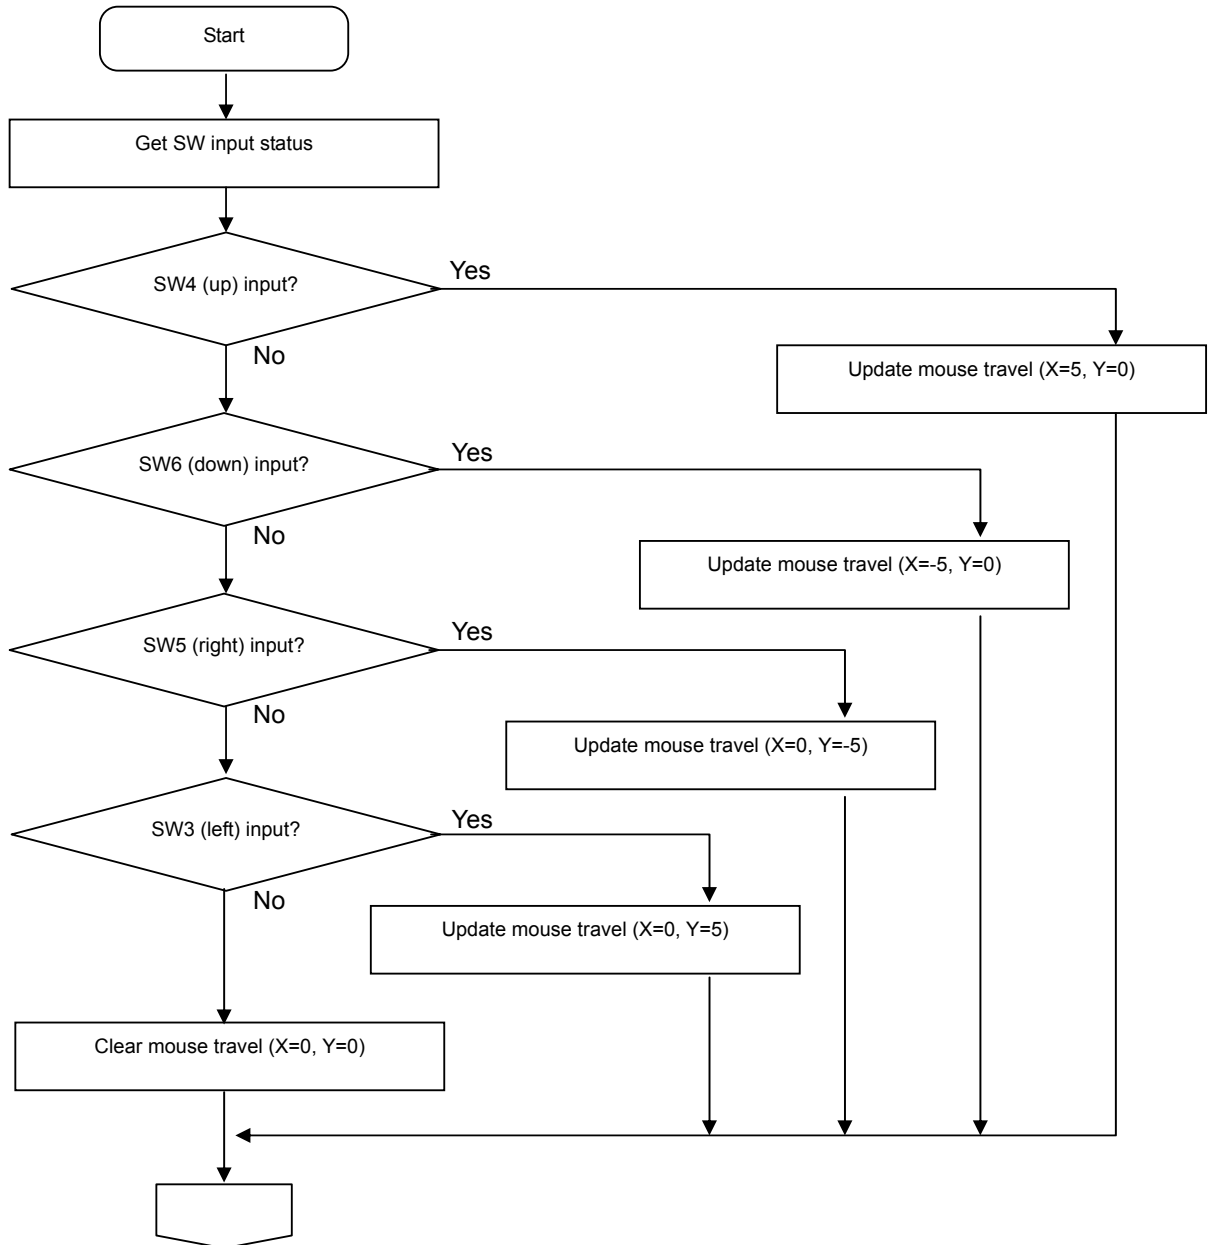 Start
Get SW input status
SW4 (up) input?
Yes
No
Update mouse travel (X=5, Y=0)
SW6 (down) input?
Yes
No
Update mouse travel (X=-5, Y=0)
SW5 (right) input?
Yes
No
Update mouse travel (X=0, Y=-5)
SW3 (left) input?
Yes
No
Update mouse travel (X=0, Y=5)
Clear mouse travel (X=0, Y=0)